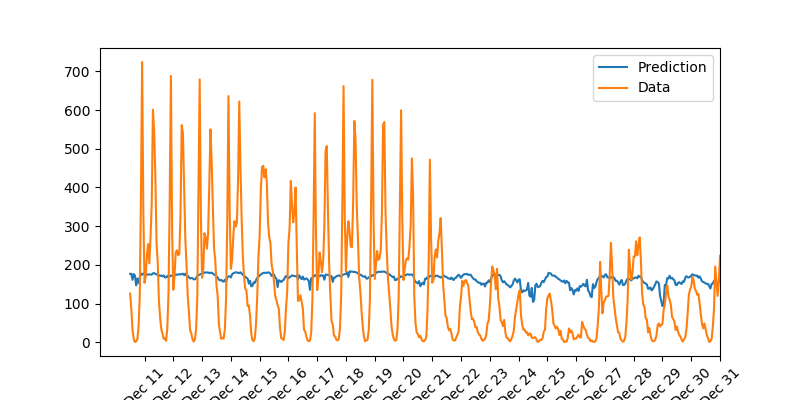 700
600
500
400
300
200
100
0
Prediction
Data
Dec 11
Dec 12
Dec 13
Dec 14
Dec 15
Dec 16
Dec 17
Dec 18
Dec 19
Dec 20
Dec 21
Dec 22
Dec 23
Dec 24
Dec 25
Dec 26
Dec 27
Dec 28
Dec 29
Dec 30
Dec 31